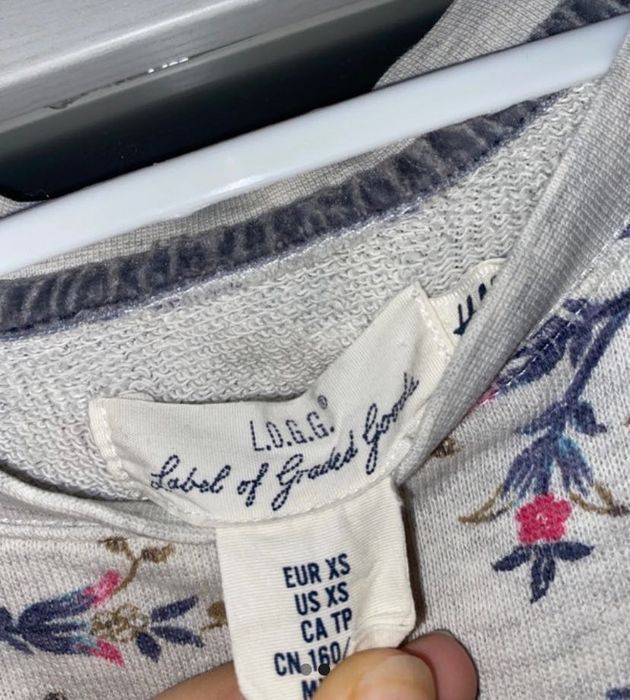 L.O.G.G.®
Label of Graded Goods
EUR XS
US XS
CA TP
CN 160/